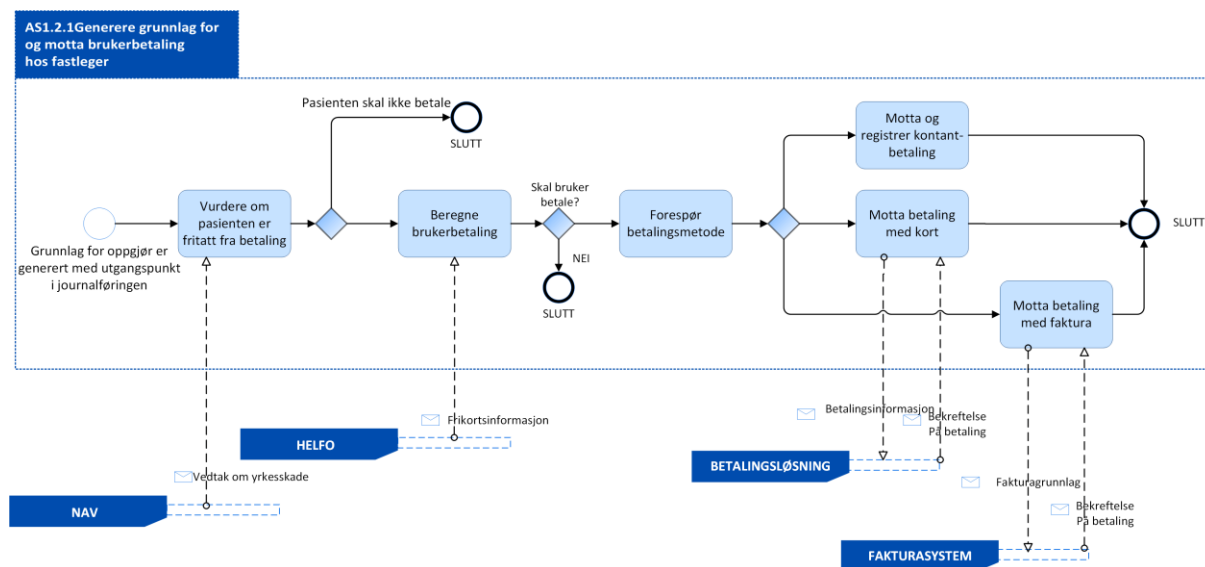 AS1.2.1Generere grunnlag for
og motta brukerbetaling
hos fastleger
Pasienten skal ikke betale
SLUTT
Grunnlag for oppgjør er
generert med utgangspunkt
i journalføringen
Vurdere om
pasienten er
fritatt fra betaling
Beregne
brukerbetaling
Skal bruker
betale?
NEI
SLUTT
Forespør
betalingsmetode
Motta og
registrer kontant-
betaling
Motta betaling
med kort
Motta betaling
med faktura
SLUTT
Vedtak om yrkesskade
NAV
Frikortsinformasjon
HELFO
Betalingsinformasjon
Bekreftelse
På betaling
BETALINGSLØSNING
Fakturagrunnlag
Bekreftelse
På betaling
FAKTURASYSTEM